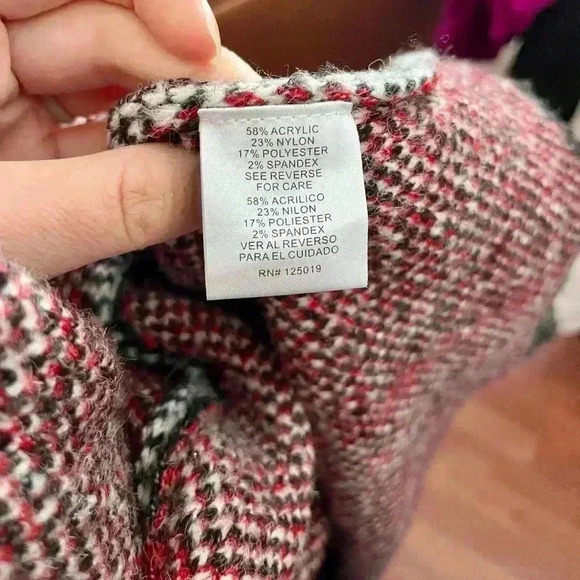 58% ACRYLIC
23% NYLON
17% POLYESTER
2% SPANDEX
SEE REVERSE
FOR CARE
58% ACRILICO
23% NILON
17% POLIESTER
2% SPANDEX
VER AL REVERSO
PARA EL CUIDADO
RN# 125019